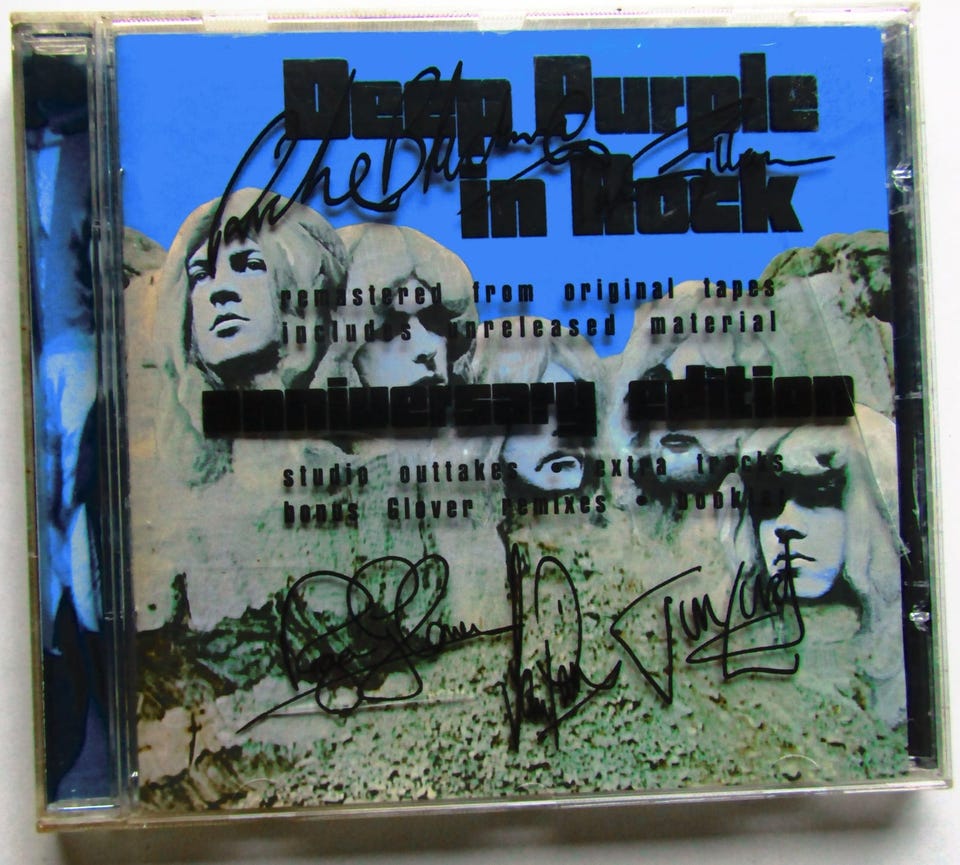 Deep Purple
in Rock
remastered from original tapes
includes unreleased material
anniversary edition
studio outtakes • extra tracks
bonus Glover remixes • booklet